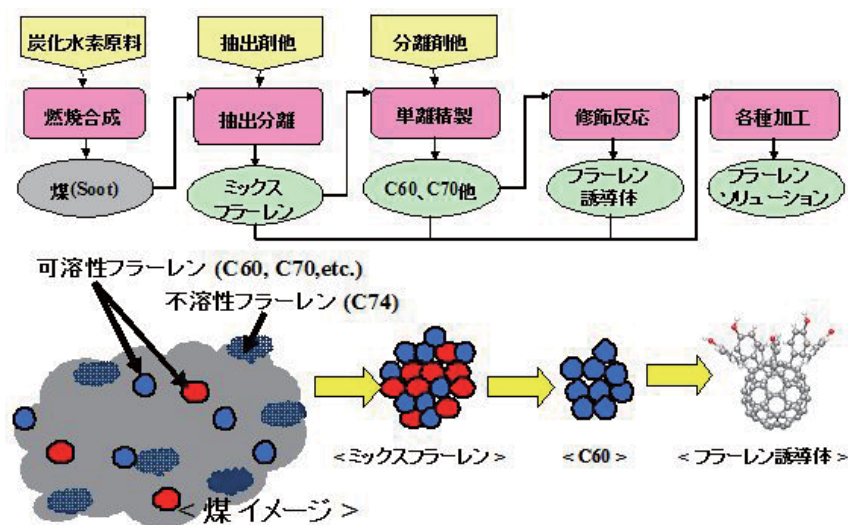 炭化水素原料
抽出剤他
分離剤他
燃焼合成
抽出分離
単離精製
修飾反応
各種加工
煤(Soot)
ミックス
フラーレン
C60、C70他
フラーレン
誘導体
フラーレン
ソリューション
可溶性フラーレン (C60, C70,etc.)
不溶性フラーレン (C74)
<ミックスフラーレン>
<C60>
<フラーレン誘導体>
<煤イメージ>